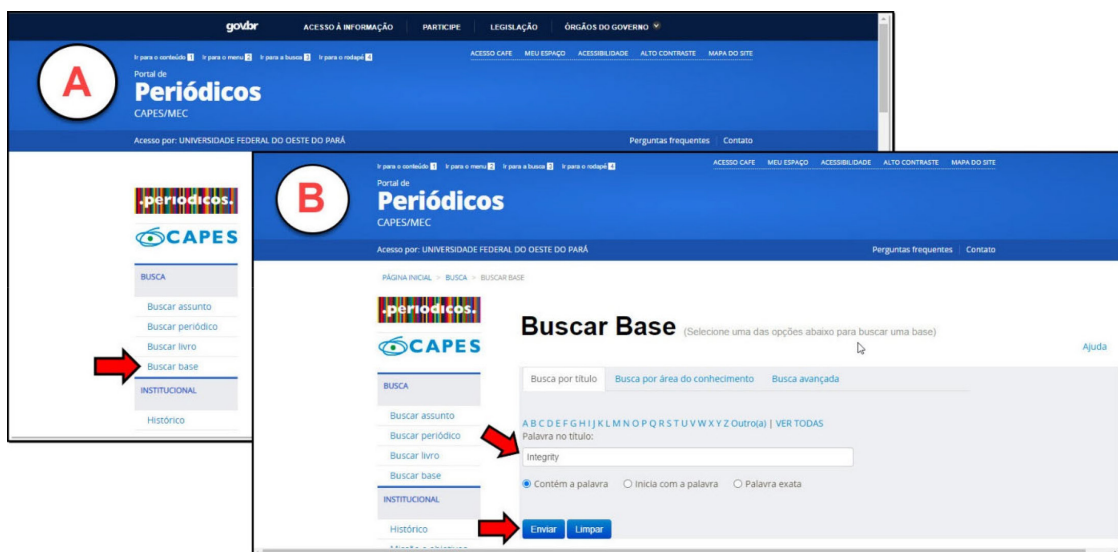 govbr ACESSO À INFORMAÇÃO PARTICIPE LEGISLAÇÃO ÓRGÃOS DO GOVERNO
Ir para o conteúdo 1 Ir para o menu 2 Ir para a busca 3 Ir para o rodapé 4 ACESSO CAFE MEU ESPAÇO ACESSIBILIDADE ALTO CONTRASTE MAPA DO SITE
A
Portal de
Periódicos
CAPES/MEC
Acesso por: UNIVERSIDADE FEDERAL DO OESTE DO PARÁ Perguntas frequentes Contato
.periodicos.
CAPES
BUSCA
Buscar assunto
Buscar periódico
Buscar livro
Buscar base
INSTITUCIONAL
Histórico
Ir para o conteúdo 1 Ir para o menu 2 Ir para a busca 3 Ir para o rodapé 4 ACESSO CAFE MEU ESPAÇO ACESSIBILIDADE ALTO CONTRASTE MAPA DO SITE
B
Portal de
Periódicos
CAPES/MEC
Acesso por: UNIVERSIDADE FEDERAL DO OESTE DO PARÁ Perguntas frequentes Contato
PÁGINA INICIAL > BUSCA > BUSCAR BASE
.periodicos.
CAPES
Buscar Base (Selecione uma das opções abaixo para buscar uma base)
Ajuda
BUSCA
Buscar assunto
Buscar periódico
Buscar livro
Buscar base
INSTITUCIONAL
Histórico
Missão e objetivos
Busca por título Busca por área do conhecimento Busca avançada
A B C D E F G H I J K L M N O P Q R S T U V W X Y Z Outro(a) | VER TODAS
Palavra no título:
Integrity
Contém a palavra Inicia com a palavra Palavra exata
Enviar Limpar